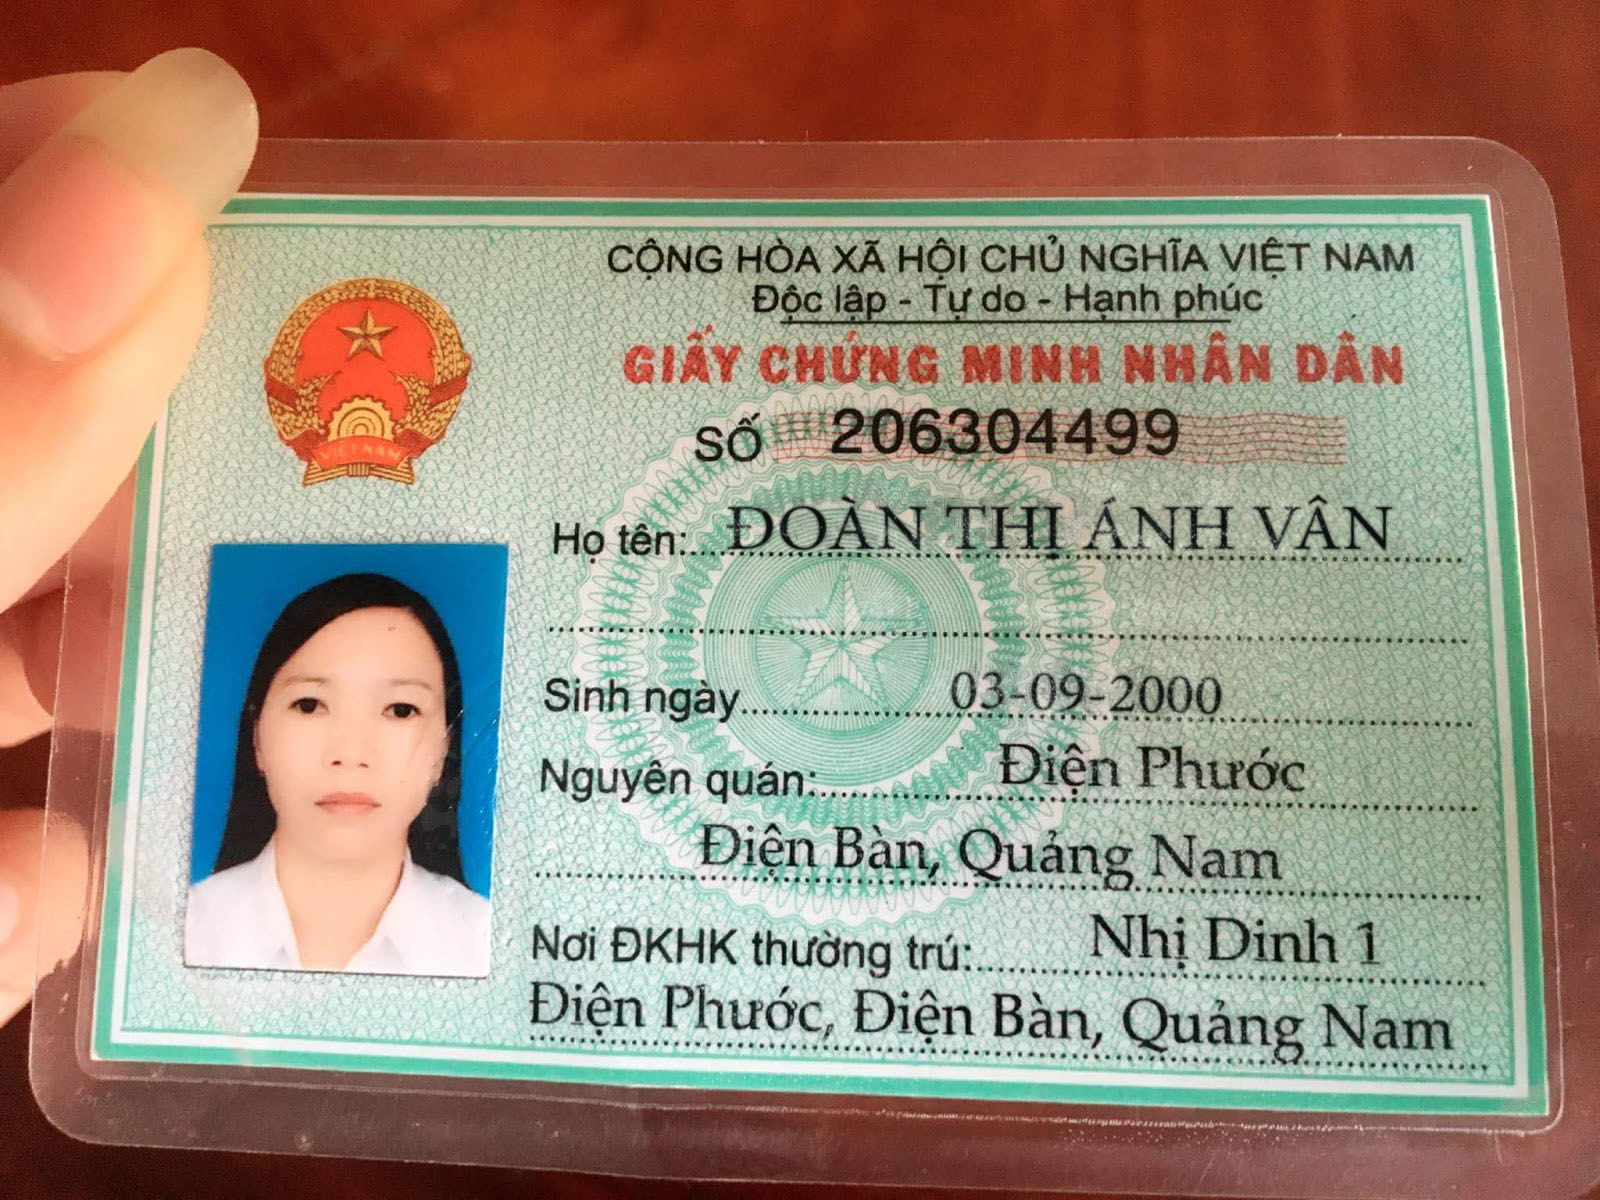 CỘNG HÒA XÃ HỘI CHỦ NGHĨA VIỆT NAM
Độc lập - Tự do - Hạnh phúc
GIẤY CHỨNG MINH NHÂN DÂN
SỐ 206304499
Họ tên: ĐOÀN THỊ ÁNH VÂN
Sinh ngày 03-09-2000
Nguyên quán: Điện Phước
Điện Bàn, Quảng Nam
Nơi ĐKHK thường trú: Nhị Dinh 1
Điện Phước, Điện Bàn, Quảng Nam
VIỆT NAM